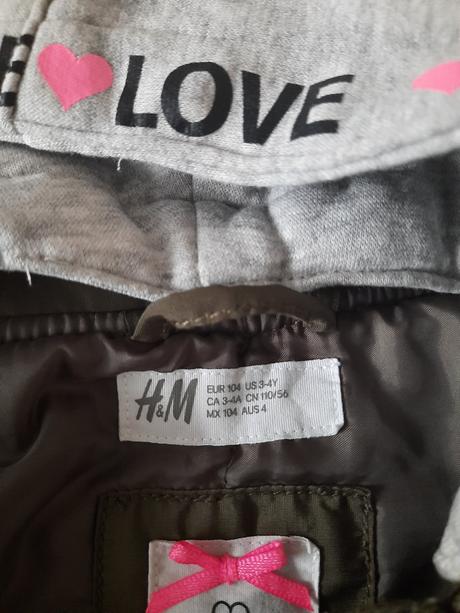 LOVE
H&M
EUR 104 US 3-4Y
CA 3-4A CN 110/56
MX 104 AUS 4